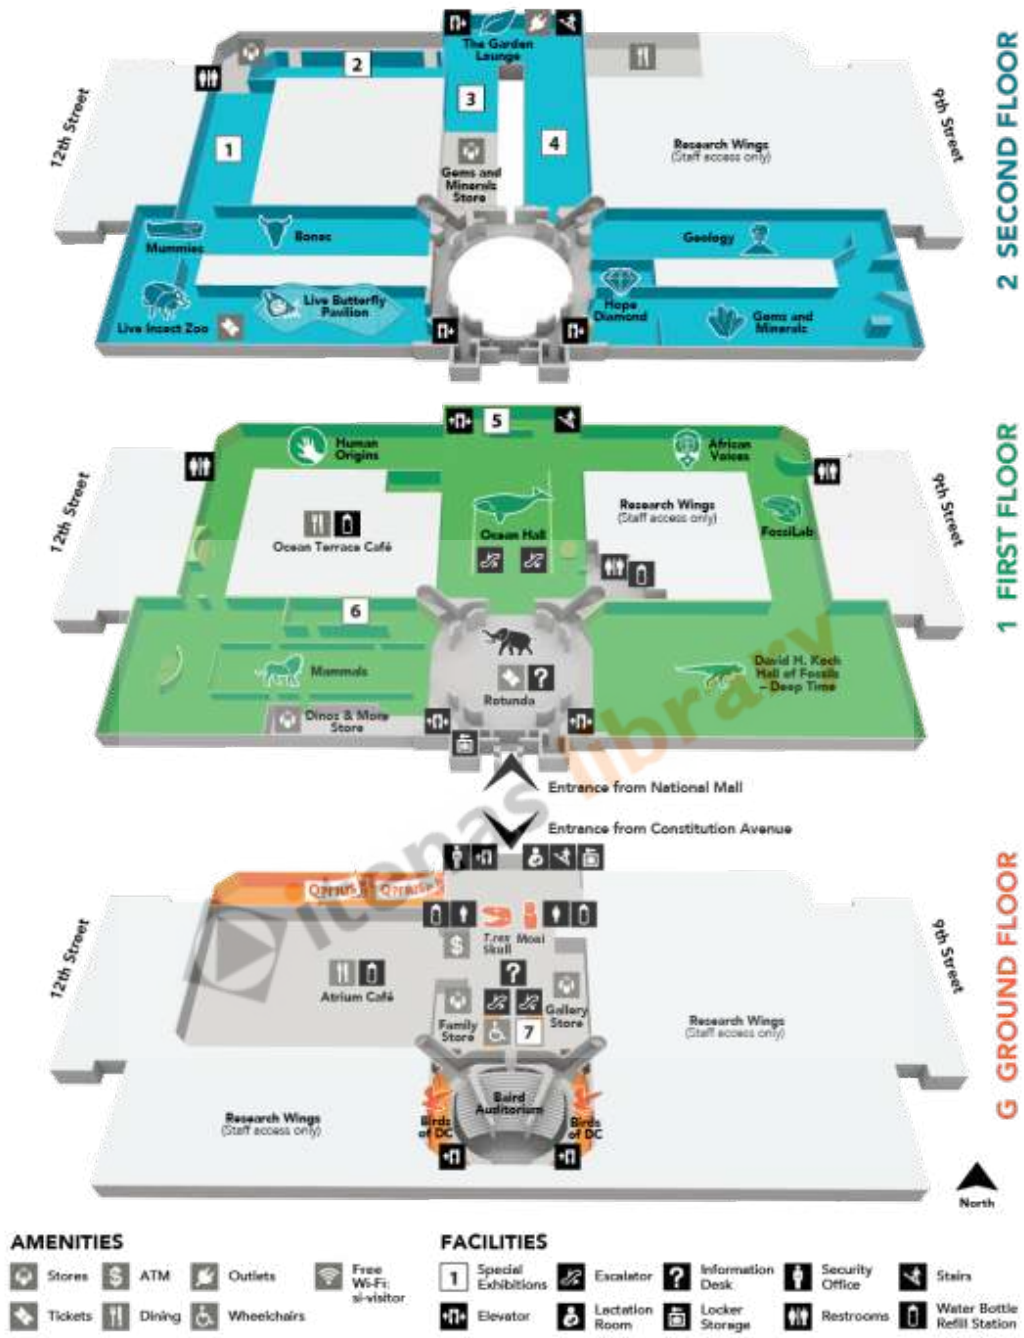 The Garden
Lounge
2
3
1
4
12th Street
9th Street
Research Wings
(Staff access only)
Gems and
Minerals
Store
Mummies
Bones
Geology
Live Insect Zoo
Live Butterfly
Pavilion
Hope
Diamond
Gems and
Minerals
2 SECOND FLOOR
5
Human
Origins
African
Voices
12th Street
9th Street
Ocean Hall
Research Wings
(Staff access only)
FossiLab
Ocean Terrace Café
6
Mammals
Dinos & More
Store
?
Rotunda
David H. Koch
Hall of Fossils
– Deep Time
1 FIRST FLOOR
Entrance from National Mall
Entrance from Constitution Avenue
itenas library
12th Street
9th Street
$
T.rex
Skull
Moai
?
Atrium Café
Family
Store
7
Gallery
Store
Research Wings
(Staff access only)
Research Wings
(Staff access only)
Birds
of DC
Baird
Auditorium
Birds
of DC
G GROUND FLOOR
North
AMENITIES
Stores
$ ATM
Outlets
Free
Wi-Fi:
si-visitor
Tickets
Dining
Wheelchairs
FACILITIES
1 Special
Exhibitions
Escalator
? Information
Desk
Security
Office
Stairs
Elevator
Lactation
Room
Locker
Storage
Restrooms
Water Bottle
Refill Station